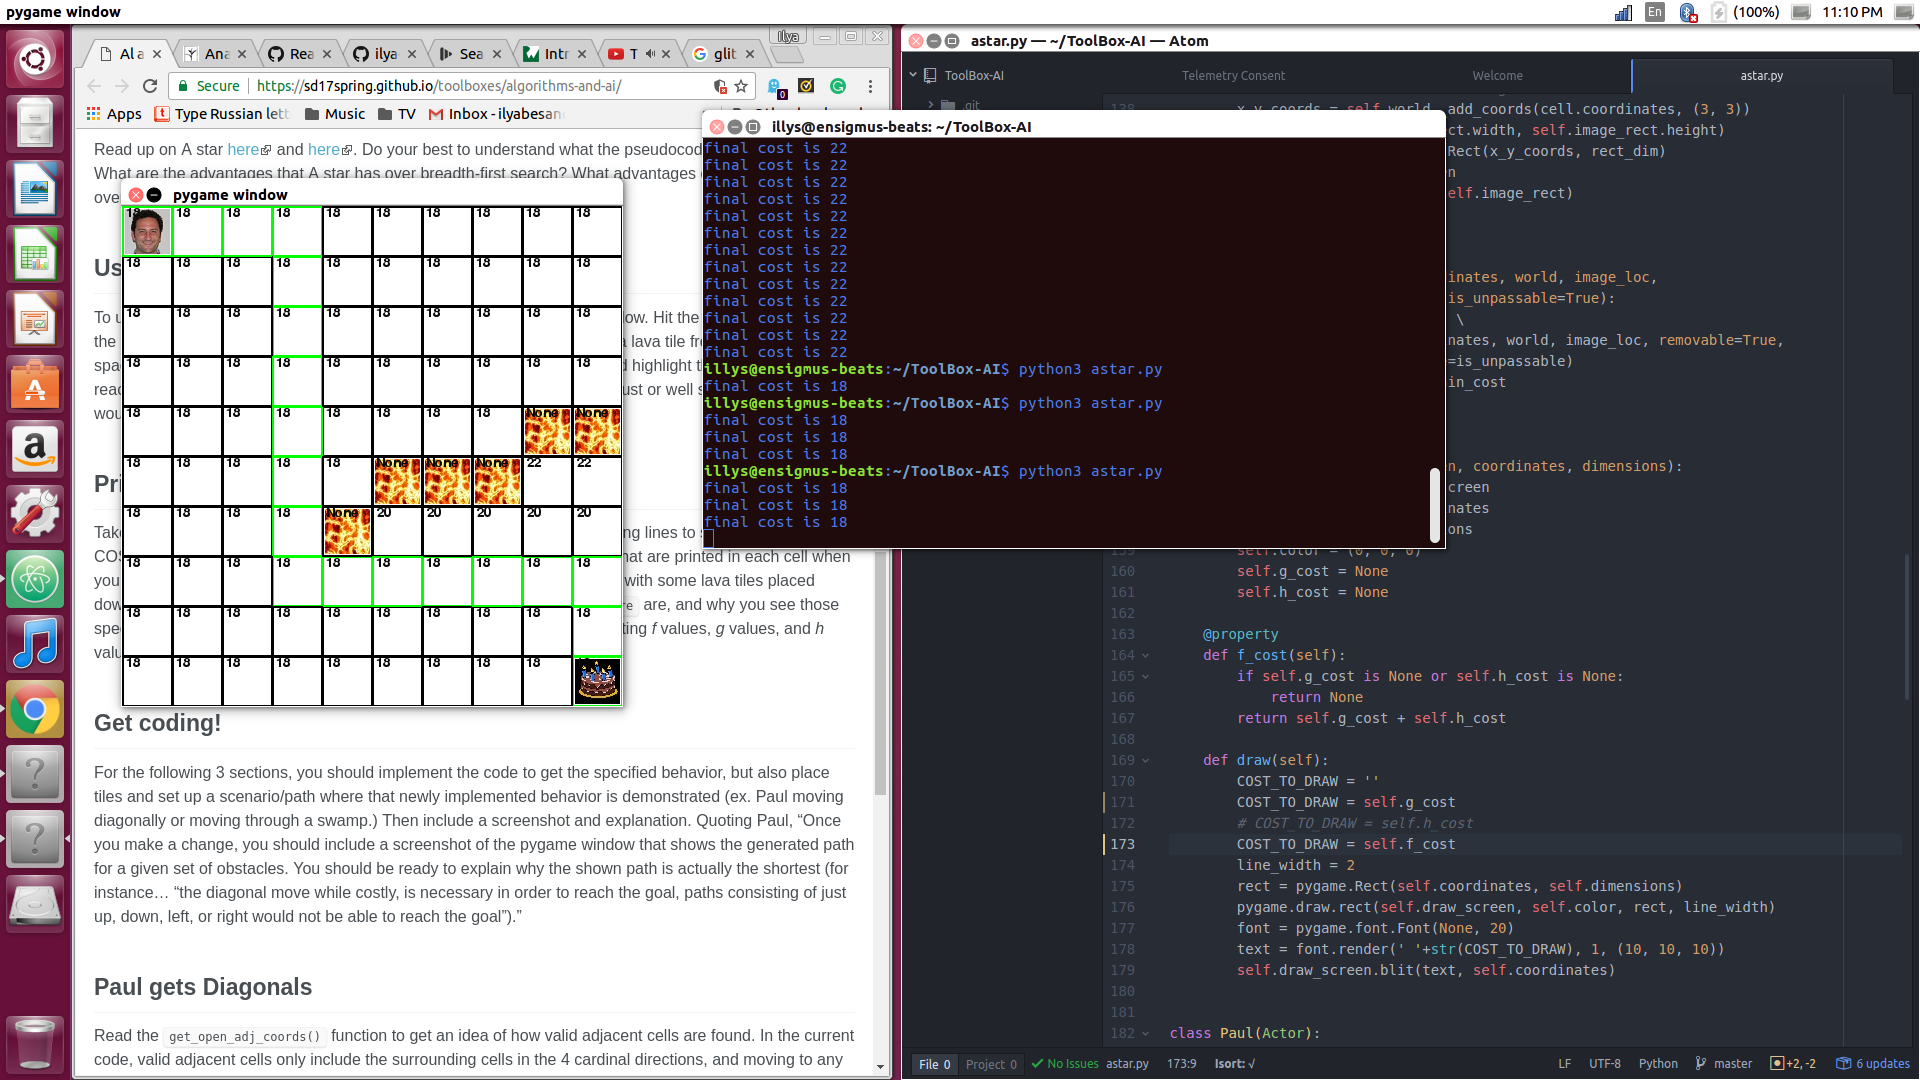 pygame window
En
(100%)
11:10 PM
Ilya
Al a
Ana
Rea
ilya
Sea
Intr
T
glit
Secure
https://sd17spring.github.io/toolboxes/algorithms-and-ai/
Apps
Type Russian lett
Music
TV
Inbox - ilyabesan
Read up on A star here and here. Do your best to understand what the pseudocod
What are the advantages that A star has over breadth-first search? What advantages
ove
Us
To u
ow. Hit the
the
a lava tile fr
spa
d highlight t
read
ust or well s
wou
Pri
Take
ng lines to
COS
hat are printed in each cell when
you
with some lava tiles placed
dow
re are, and why you see those
spe
ting f values, g values, and h
valu
pygame window
18 18 18 18 18 18 18 18 18 18
18 18 18 18 18 18 18 18 18 18
18 18 18 18 18 18 18 18 18 18
18 18 18 18 18 18 18 18 18 18
18 18 18 18 18 18 18 18 None None
18 18 18 18 18 None None None 22 22
18 18 18 18 None 20 20 20 20 20
18 18 18 18 18 18 18 18 18 18
18 18 18 18 18 18 18 18 18 18
18 18 18 18 18 18 18 18 18
Get coding!
For the following 3 sections, you should implement the code to get the specified behavior, but also place
tiles and set up a scenario/path where that newly implemented behavior is demonstrated (ex. Paul moving
diagonally or moving through a swamp.) Then include a screenshot and explanation. Quoting Paul, “Once
you make a change, you should include a screenshot of the pygame window that shows the generated path
for a given set of obstacles. You should be ready to explain why the shown path is actually the shortest (for
instance… “the diagonal move while costly, is necessary in order to reach the goal, paths consisting of just
up, down, left, or right would not be able to reach the goal”).”
Paul gets Diagonals
Read the get_open_adj_coords() function to get an idea of how valid adjacent cells are found. In the current
code, valid adjacent cells only include the surrounding cells in the 4 cardinal directions, and moving to any
illys@ensigmus-beats: ~/ToolBox-AI
final cost is 22
final cost is 22
final cost is 22
final cost is 22
final cost is 22
final cost is 22
final cost is 22
final cost is 22
final cost is 22
final cost is 22
final cost is 22
final cost is 22
final cost is 22
illys@ensigmus-beats:~/ToolBox-AI$ python3 astar.py
final cost is 18
illys@ensigmus-beats:~/ToolBox-AI$ python3 astar.py
final cost is 18
final cost is 18
final cost is 18
illys@ensigmus-beats:~/ToolBox-AI$ python3 astar.py
final cost is 18
final cost is 18
final cost is 18
astar.py — ~/ToolBox-AI — Atom
ToolBox-AI
.git
Telemetry Consent
Welcome
astar.py
138 x_y_coords = self.world._add_coords(cell.coordinates, (3, 3))
ct.width, self.image_rect.height)
Rect(x_y_coords, rect_dim)
n
elf.image_rect)
inates, world, image_loc,
is_unpassable=True):
\
nates, world, image_loc, removable=True,
=is_unpassable)
in_cost
n, coordinates, dimensions):
creen
nates
ons
159 self.color = (0, 0, 0)
160 self.g_cost = None
161 self.h_cost = None
162
163 @property
164 def f_cost(self):
165 if self.g_cost is None or self.h_cost is None:
166 return None
167 return self.g_cost + self.h_cost
168
169 def draw(self):
170 COST_TO_DRAW = ''
171 COST_TO_DRAW = self.g_cost
172 # COST_TO_DRAW = self.h_cost
173 COST_TO_DRAW = self.f_cost
174 line_width = 2
175 rect = pygame.Rect(self.coordinates, self.dimensions)
176 pygame.draw.rect(self.draw_screen, self.color, rect, line_width)
177 font = pygame.font.Font(None, 20)
178 text = font.render(' '+str(COST_TO_DRAW), 1, (10, 10, 10))
179 self.draw_screen.blit(text, self.coordinates)
180
181
182 class Paul(Actor):
File 0
Project 0
No Issues
astar.py
173:9
Isort: √
LF
UTF-8
Python
master
+2, -2
6 updates